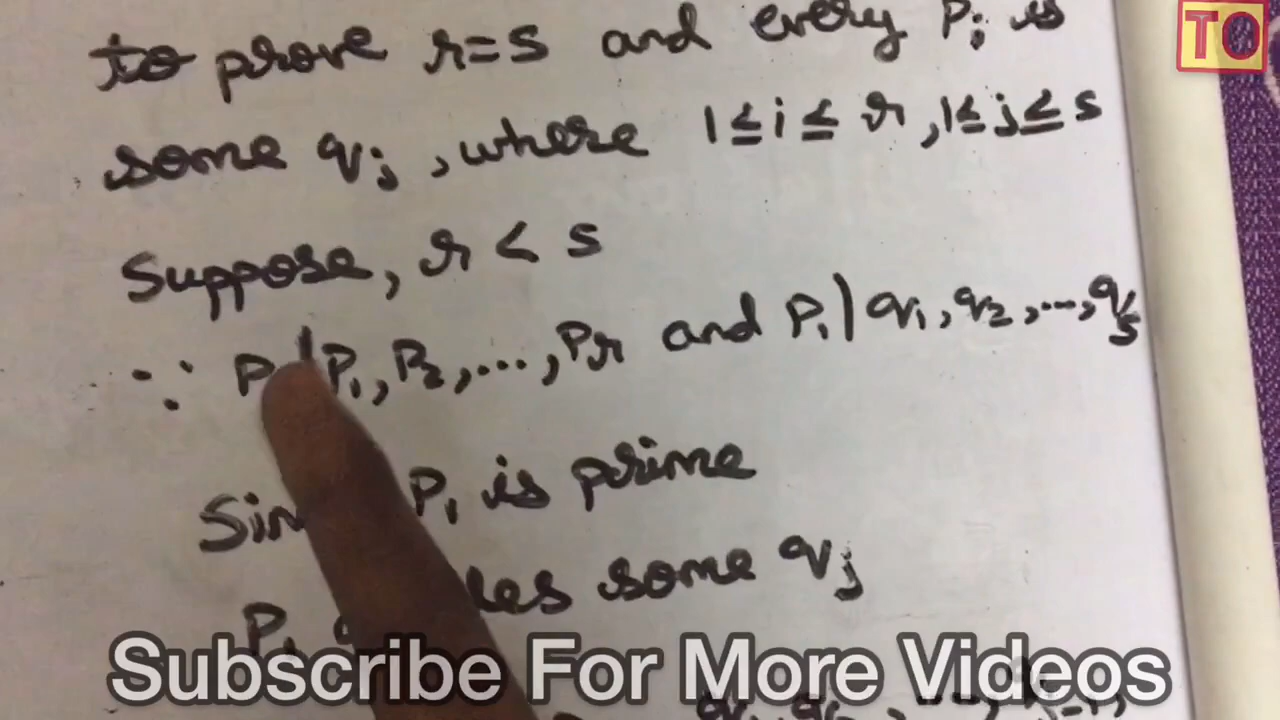 to prove r=s and every Pi is
TO
some qj, where 1≤i≤r, 1≤j≤s
Suppose, r < s
∵ P | P1, P2, ..., Pr and P1 | q1, q2, ..., qs
P1 is prime
P1 some qj
Subscribe For More Videos